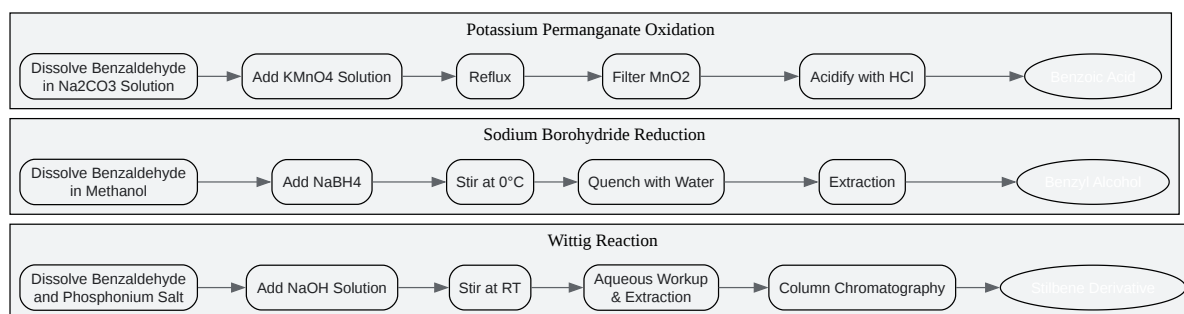 Potassium Permanganate Oxidation
Dissolve Benzaldehyde
in Na2CO3 Solution
Add KMnO4 Solution
Reflux
Filter MnO2
Acidify with HCl
Benzoic Acid
Sodium Borohydride Reduction
Dissolve Benzaldehyde
in Methanol
Add NaBH4
Stir at 0°C
Quench with Water
Extraction
Benzyl Alcohol
Wittig Reaction
Dissolve Benzaldehyde
and Phosphonium Salt
Add NaOH Solution
Stir at RT
Aqueous Workup
& Extraction
Column Chromatography
Stilbene Derivative